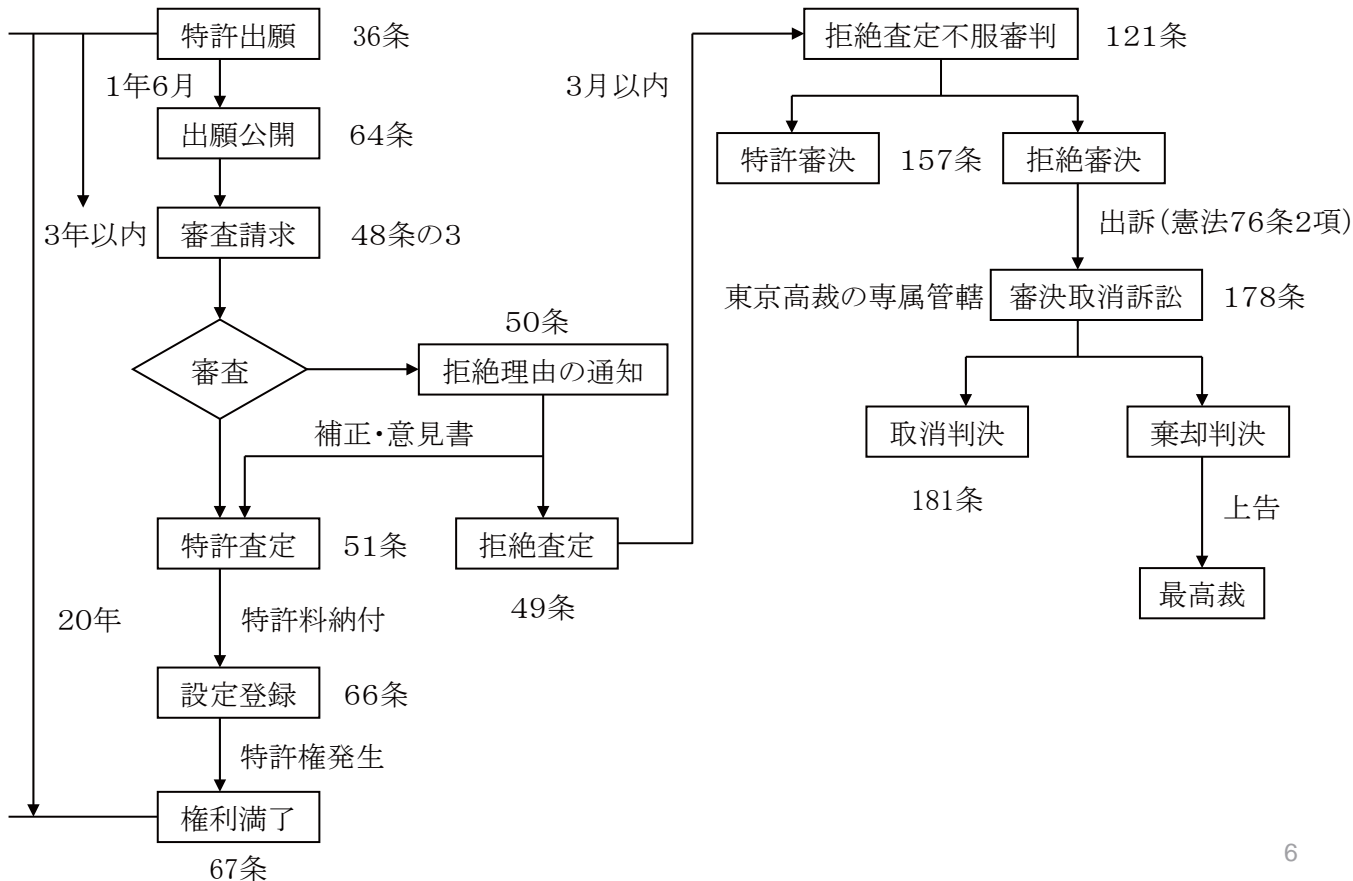 特許出願 36条
1年6月
出願公開 64条
3年以内
審査請求 48条の3
審査
50条
拒絶理由の通知
補正・意見書
特許査定 51条
拒絶査定
49条
20年
特許料納付
設定登録 66条
特許権発生
権利満了
67条
3月以内
拒絶査定不服審判 121条
特許審決 157条 拒絶審決
出訴(憲法76条2項)
東京高裁の専属管轄 審決取消訴訟 178条
取消判決
181条
棄却判決
上告
最高裁
6